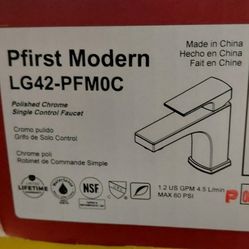 Pfirst Modern
LG42-PFM0C
Polished Chrome
Single Control Faucet
Cromo pulido
Grifo de Solo Control
Chrome poli
Robinet de Commande Simple
Made in China
Hecho en China
Fait en Chine
LIFETIME
NSF
1.2 US GPM 4.5 L/min
MAX 60 PSI
P